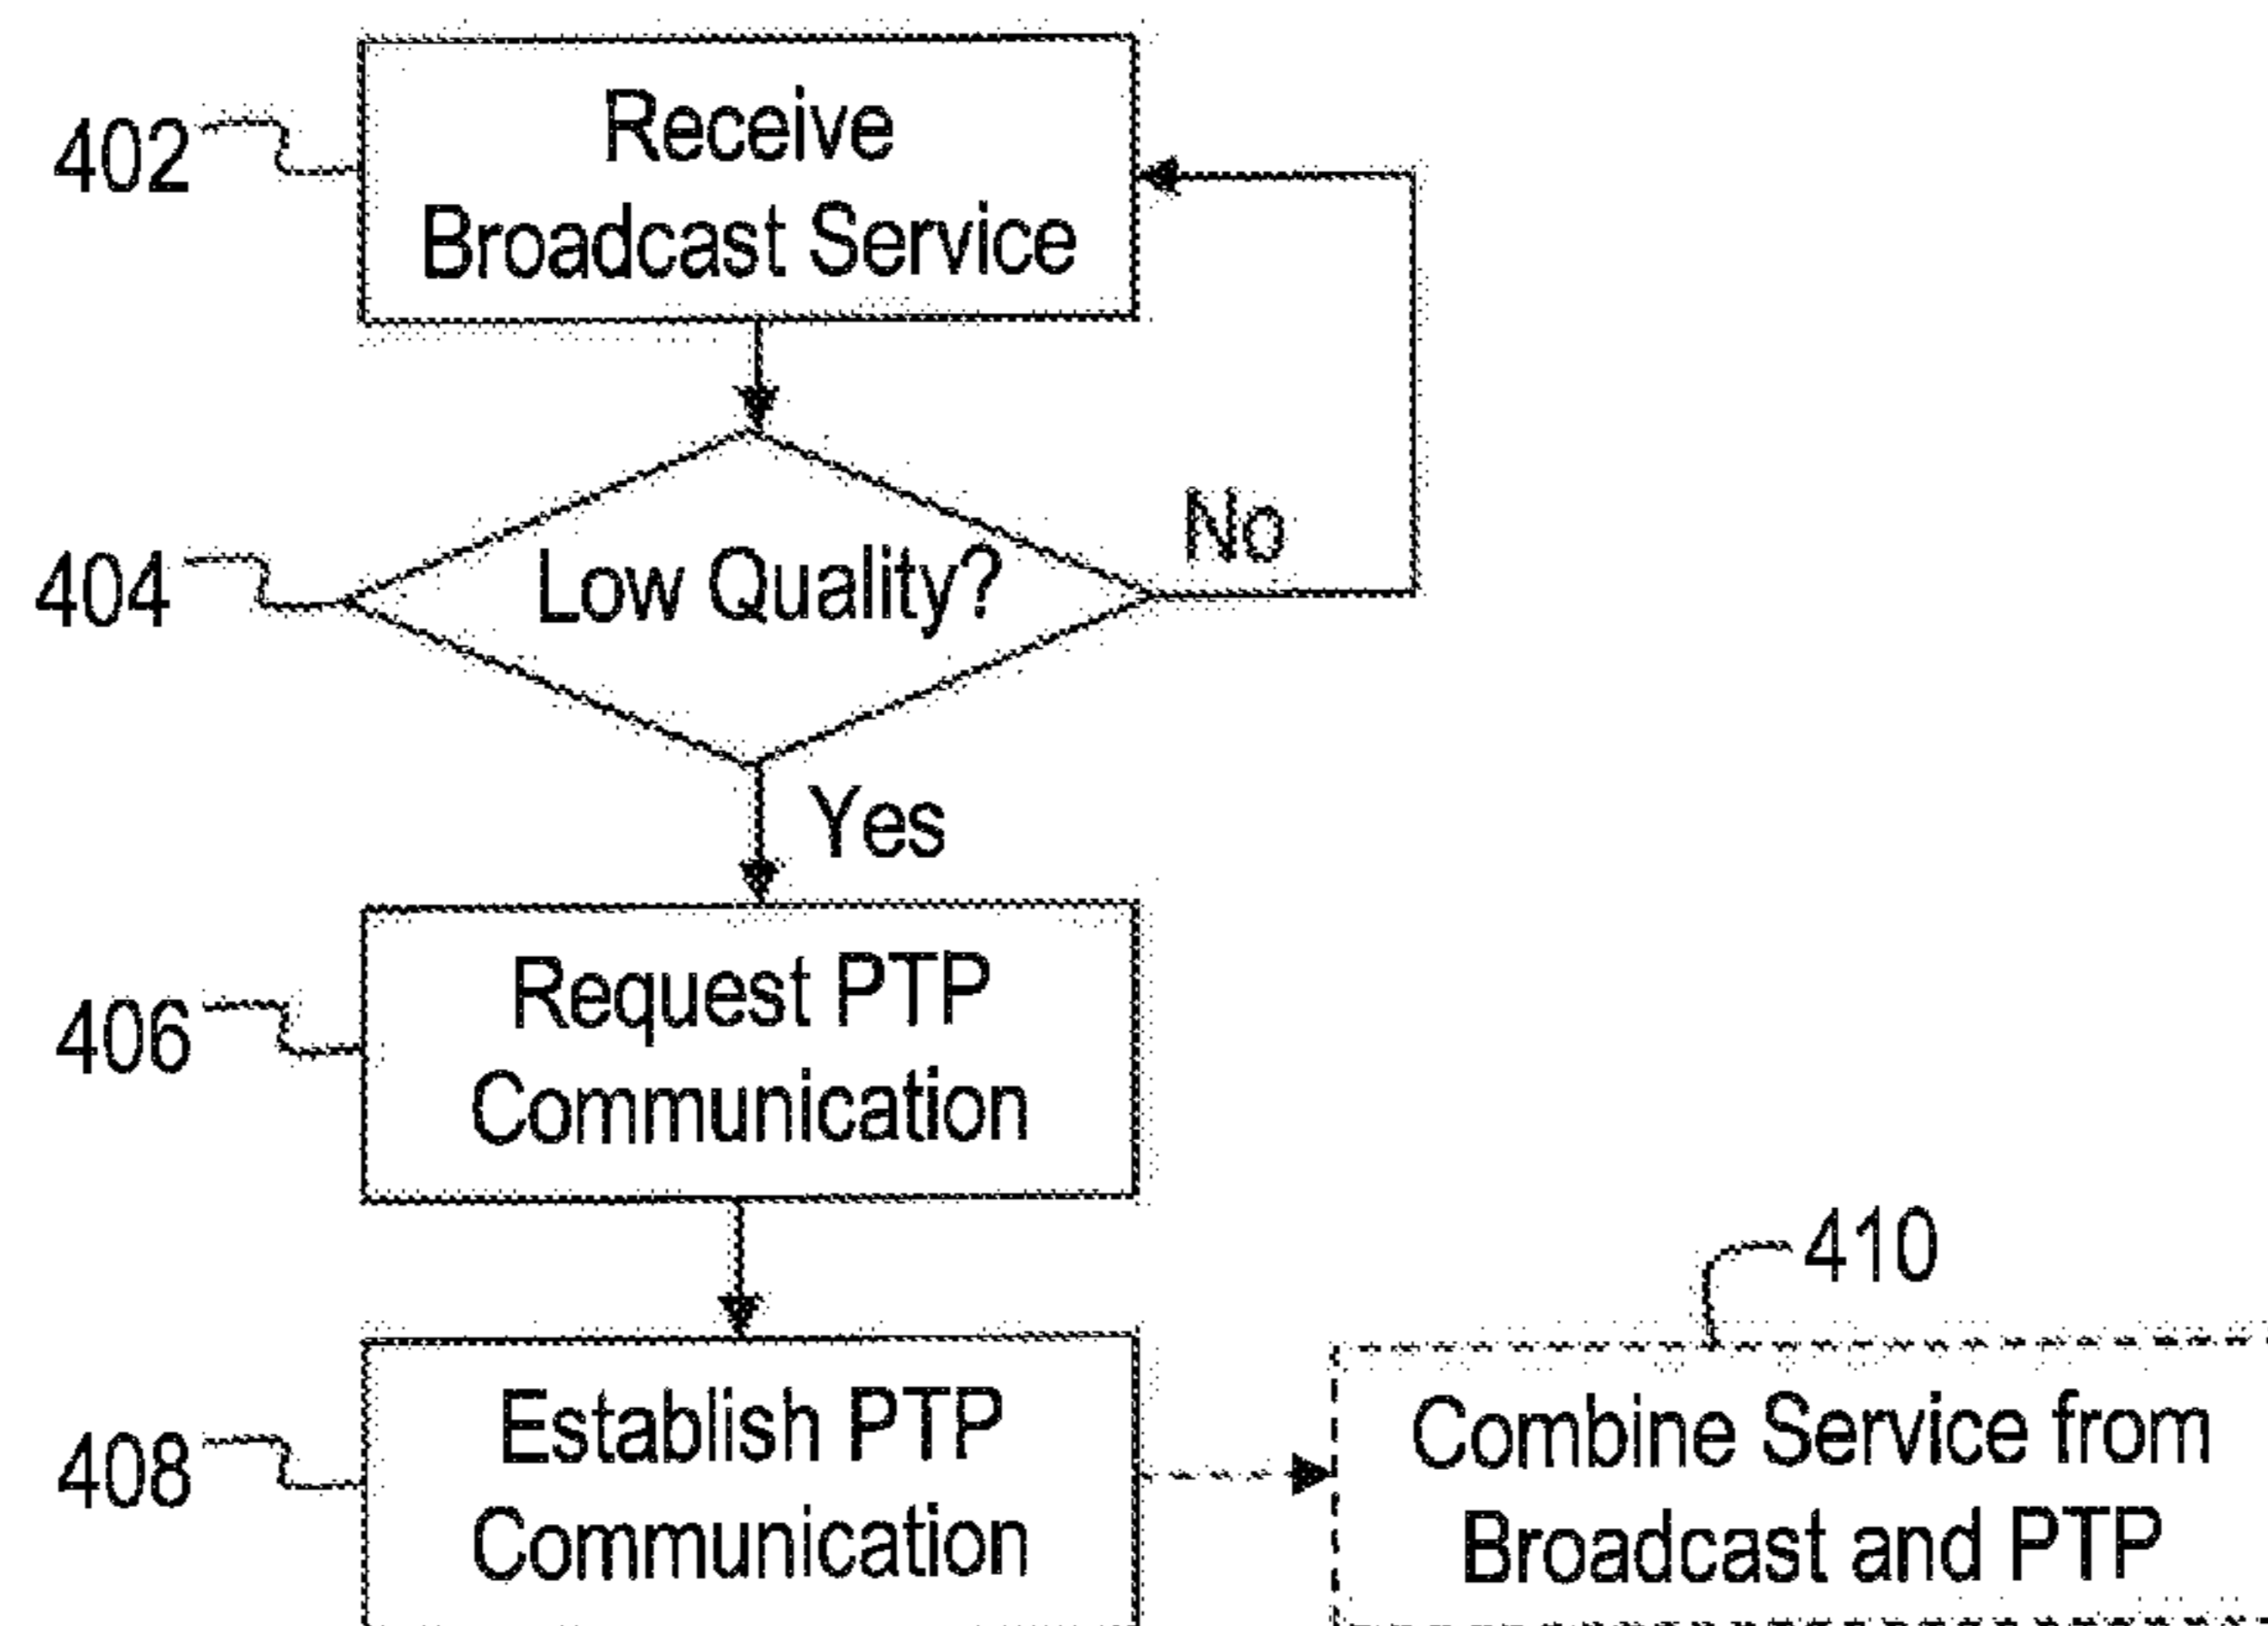 402
Receive
Broadcast Service
404
Low Quality?
No
Yes
406
Request PTP
Communication
408
Establish PTP
Communication
410
Combine Service from
Broadcast and PTP